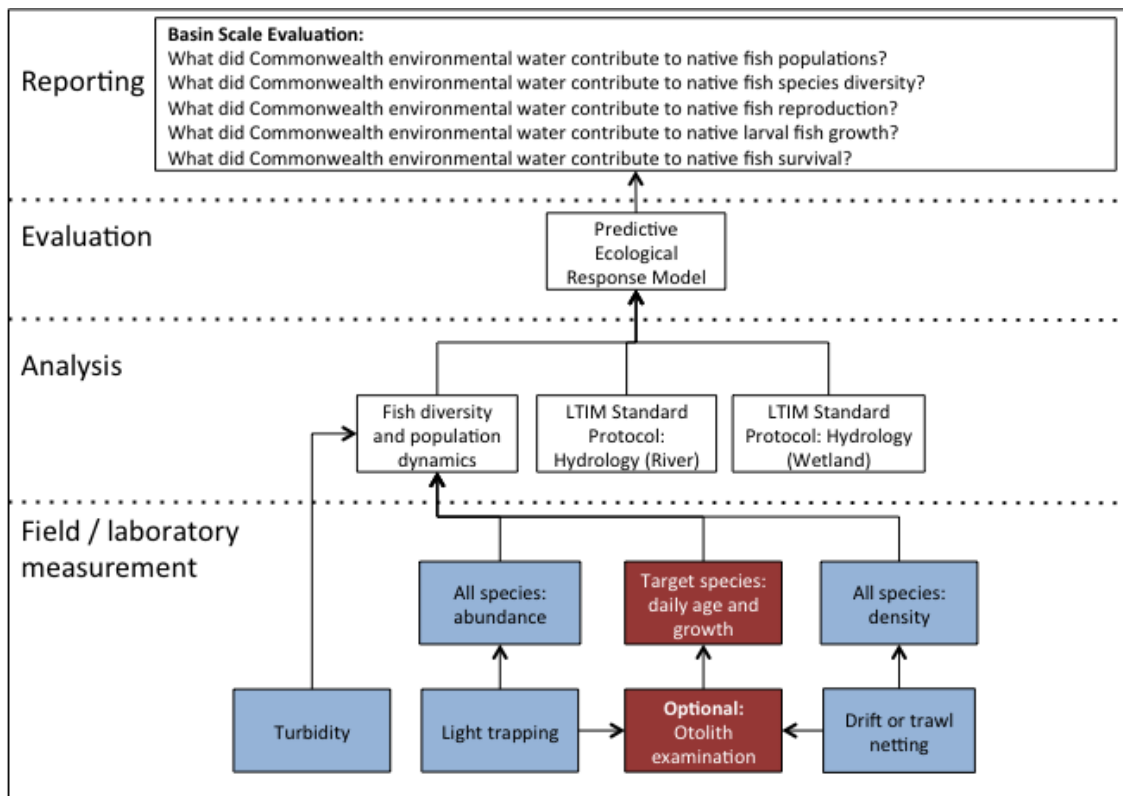 Reporting
Basin Scale Evaluation:
What did Commonwealth environmental water contribute to native fish populations?
What did Commonwealth environmental water contribute to native fish species diversity?
What did Commonwealth environmental water contribute to native fish reproduction?
What did Commonwealth environmental water contribute to native larval fish growth?
What did Commonwealth environmental water contribute to native fish survival?
Evaluation
Predictive
Ecological
Response Model
Analysis
Fish diversity
and population
dynamics
LTIM Standard
Protocol:
Hydrology (River)
LTIM Standard
Protocol: Hydrology
(Wetland)
Field / laboratory
measurement
All species:
abundance
Target species:
daily age and
growth
All species:
density
Turbidity
Light trapping
Optional:
Otolith
examination
Drift or trawl
netting